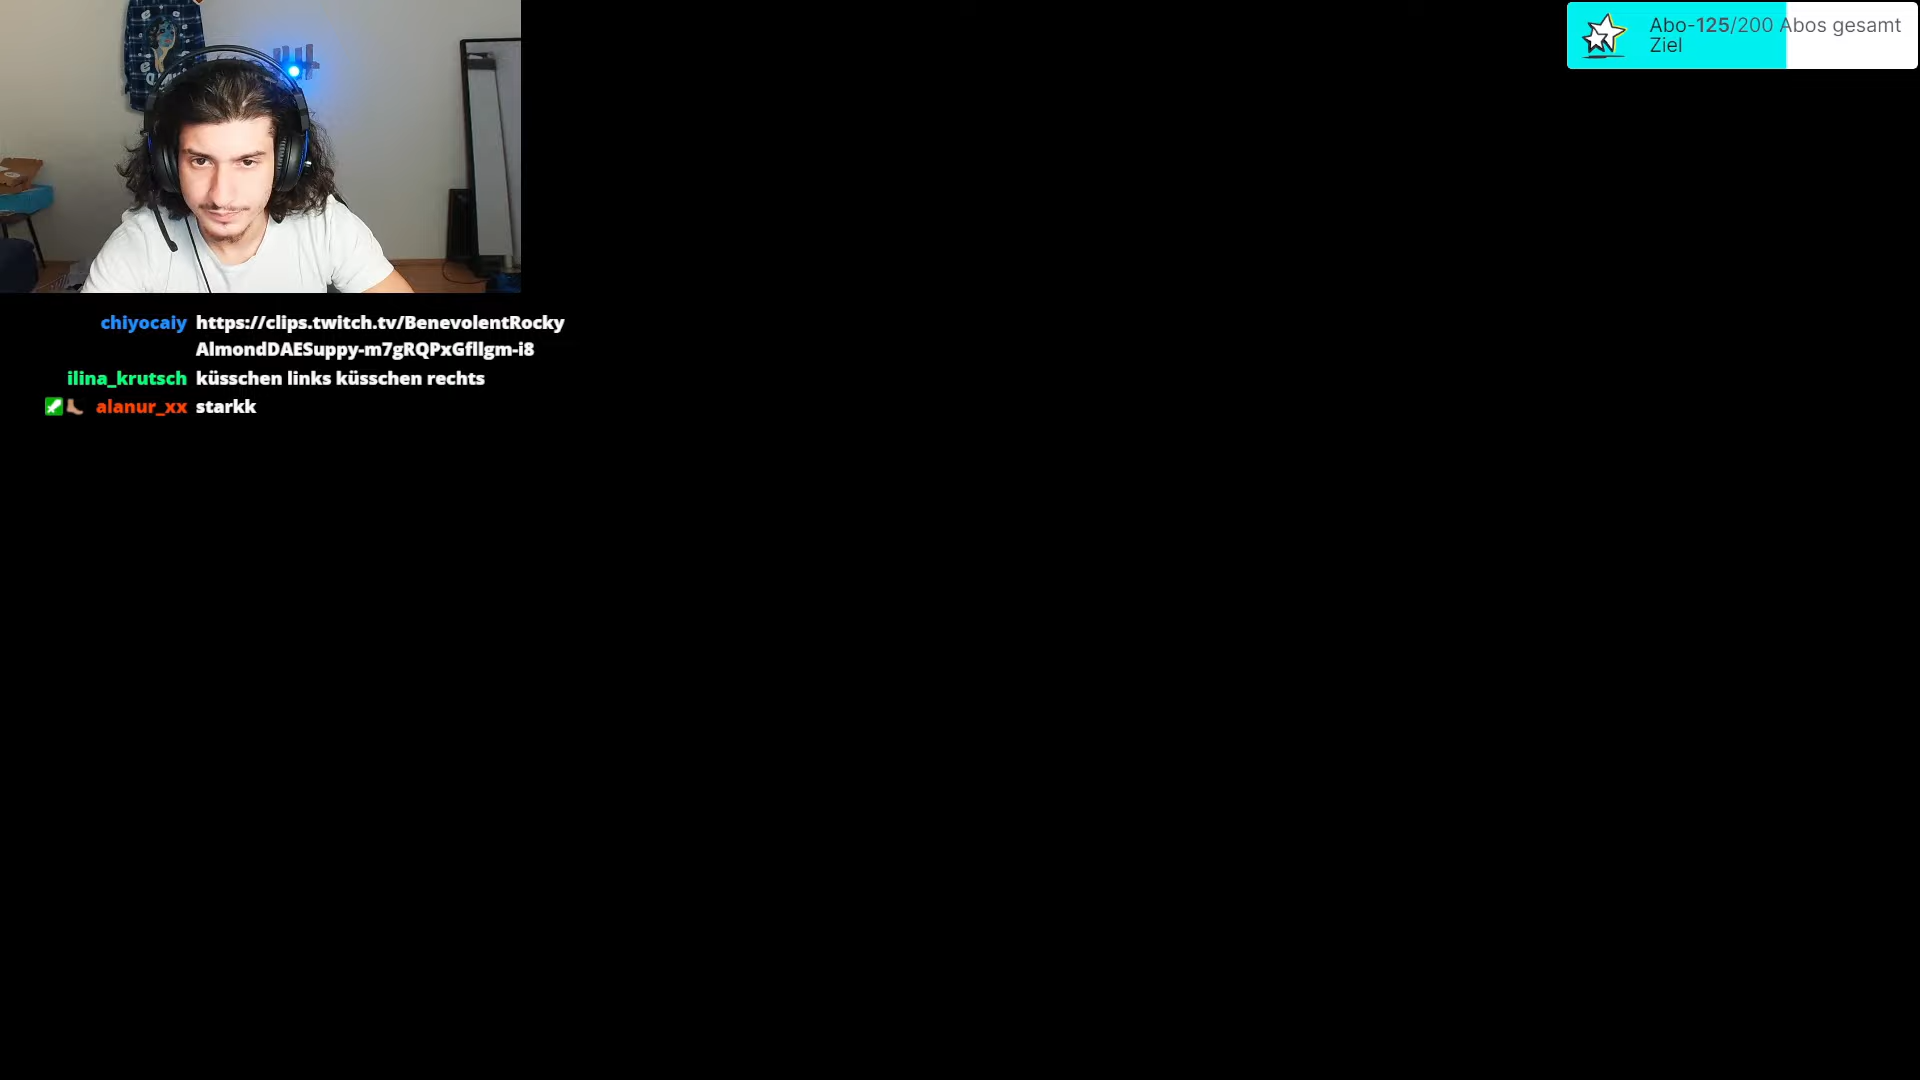 Abo-125/200 Abos gesamt
Ziel
chiyocaiy https://clips.twitch.tv/BenevolentRocky
AlmondDAESuppy-m7gRQPxGfllgm-i8
ilina_krutsch küsschen links küsschen rechts
alanur_xx starkk